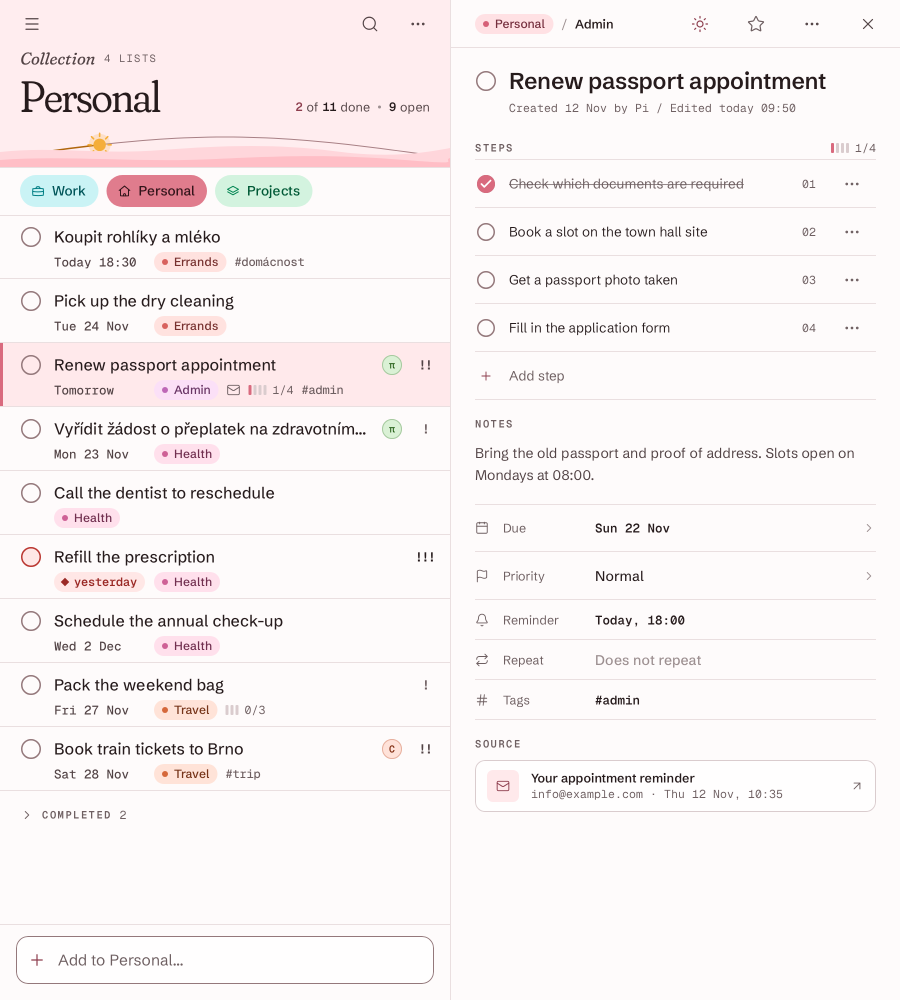 Collection 4 LISTS
Personal
2 of 11 done • 9 open
Work
Personal
Projects
Koupit rohlíky a mléko
Today 18:30 Errands #domácnost
Pick up the dry cleaning
Tue 24 Nov Errands
Renew passport appointment π !!
Tomorrow Admin 1/4 #admin
Vyřídit žádost o přeplatek na zdravotním… π !
Mon 23 Nov Health
Call the dentist to reschedule
Health
Refill the prescription !!!
yesterday Health
Schedule the annual check-up
Wed 2 Dec Health
Pack the weekend bag !
Fri 27 Nov Travel 0/3
Book train tickets to Brno C !!
Sat 28 Nov Travel #trip
COMPLETED 2
Add to Personal…
Personal / Admin
Renew passport appointment
Created 12 Nov by Pi / Edited today 09:50
STEPS 1/4
Check which documents are required 01
Book a slot on the town hall site 02
Get a passport photo taken 03
Fill in the application form 04
Add step
NOTES
Bring the old passport and proof of address. Slots open on
Mondays at 08:00.
Due Sun 22 Nov
Priority Normal
Reminder Today, 18:00
Repeat Does not repeat
Tags #admin
SOURCE
Your appointment reminder
info@example.com · Thu 12 Nov, 10:35